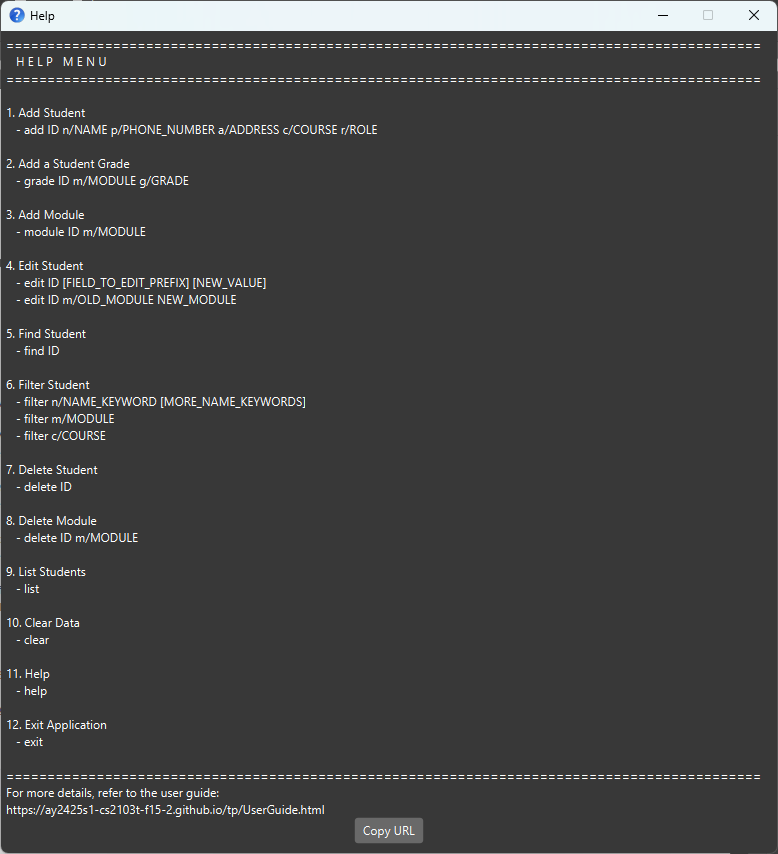 Help
==============================================================================================
H E L P  M E N U
==============================================================================================
1. Add Student
- add ID n/NAME p/PHONE_NUMBER a/ADDRESS c/COURSE r/ROLE
2. Add a Student Grade
- grade ID m/MODULE g/GRADE
3. Add Module
- module ID m/MODULE
4. Edit Student
- edit ID [FIELD_TO_EDIT_PREFIX] [NEW_VALUE]
- edit ID m/OLD_MODULE NEW_MODULE
5. Find Student
- find ID
6. Filter Student
- filter n/NAME_KEYWORD [MORE_NAME_KEYWORDS]
- filter m/MODULE
- filter c/COURSE
7. Delete Student
- delete ID
8. Delete Module
- delete ID m/MODULE
9. List Students
- list
10. Clear Data
- clear
11. Help
- help
12. Exit Application
- exit
==============================================================================================
For more details, refer to the user guide:
https://ay2425s1-cs2103t-f15-2.github.io/tp/UserGuide.html
Copy URL